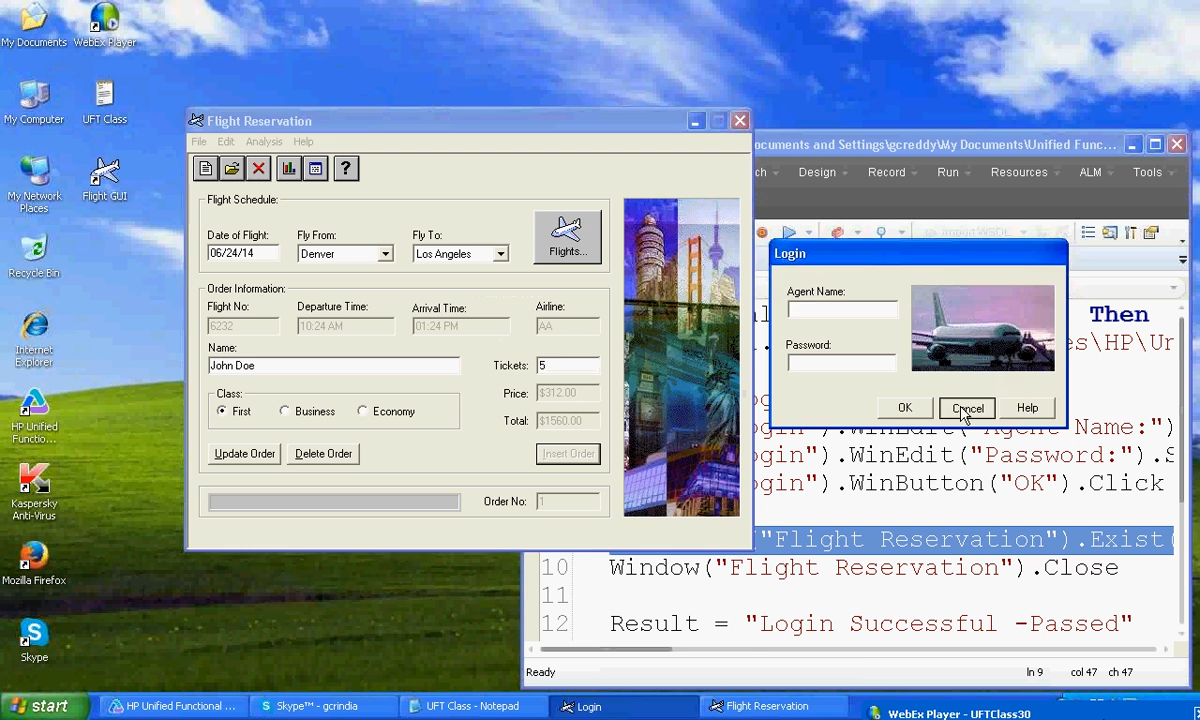 My Documents
WebEx Player
My Computer
UFT Class
My Network
Places
Flight GUI
Recycle Bin
Internet
Explorer
HP Unified
Functio...
Kaspersky
Anti-Virus
Mozilla Firefox
Skype
Flight Reservation
File Edit Analysis Help
Flight Schedule:
Date of Flight:
Fly From:
Fly To:
06/24/14
Denver
Los Angeles
Flights...
Order Information:
Flight No:
Departure Time:
Arrival Time:
Airline:
6232
10:24 AM
01:24 PM
AA
Name:
John Doe
Tickets:
5
Class:
First
Business
Economy
Price:
$312.00
Total:
$1560.00
Update Order
Delete Order
Insert Order
Order No:
1
ocuments and Settings\gcreddy\My Documents\Unified Func...
ch Design Record Run Resources ALM Tools
Then
es\HP\Un
Login
Agent Name:
Password:
OK
Cancel
Help
ogin").WinEdit("Agent Name:")
ogin").WinEdit("Password:").S
ogin").WinButton("OK").Click
"Flight Reservation").Exist(
10 Window("Flight Reservation").Close
11
12 Result = "Login Successful -Passed"
Ready
ln 9
col 47
ch 47
start
HP Unified Functional ...
Skype™ - gcrindia
UFT Class - Notepad
Login
Flight Reservation
WebEx Player - UFTClass30